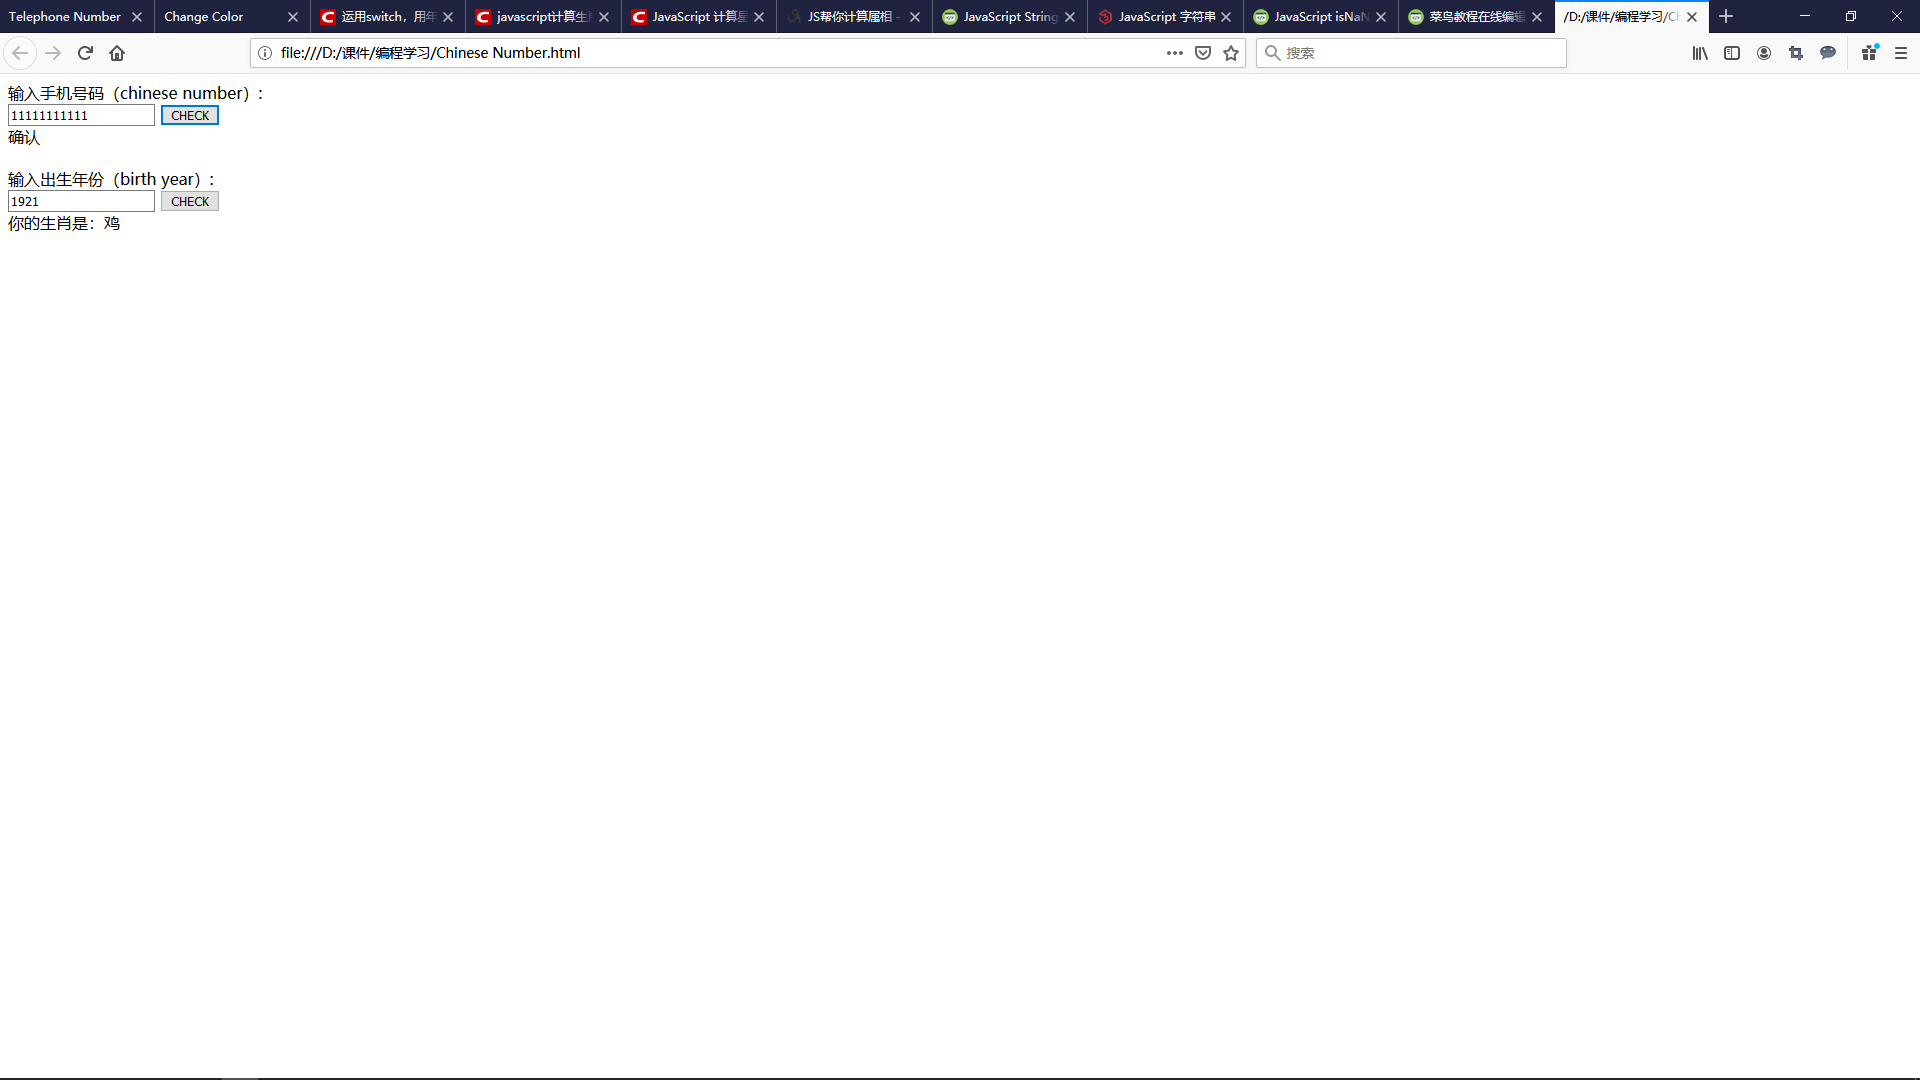 Telephone Number
Change Color
运用switch，用年
javascript计算生肖
JavaScript 计算星
JS帮你计算属相 -
JavaScript String
JavaScript 字符串
JavaScript isNaN
菜鸟教程在线编辑
/D:/课件/编程学习/Ch
file:///D:/课件/编程学习/Chinese Number.html
搜索
输入手机号码（chinese number）：
11111111111 CHECK
确认
输入出生年份（birth year）：
1921 CHECK
你的生肖是：鸡